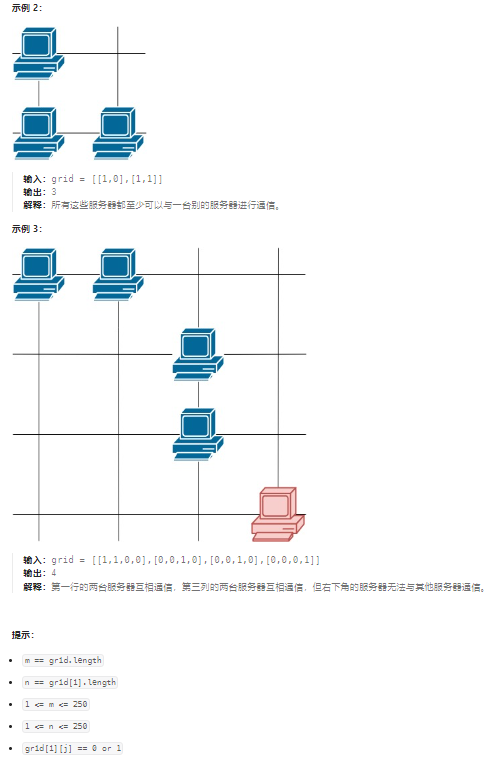 示例 2：
输入：grid = [[1,0],[1,1]]
输出：3
解释：所有这些服务器都至少可以与一台别的服务器进行通信。
示例 3：
输入：grid = [[1,1,0,0],[0,0,1,0],[0,0,1,0],[0,0,0,1]]
输出：4
解释：第一行的两台服务器互相通信，第三列的两台服务器互相通信，但右下角的服务器无法与其他服务器通信。
提示：
m == grid.length
n == grid[i].length
1 <= m <= 250
1 <= n <= 250
grid[i][j] == 0 or 1